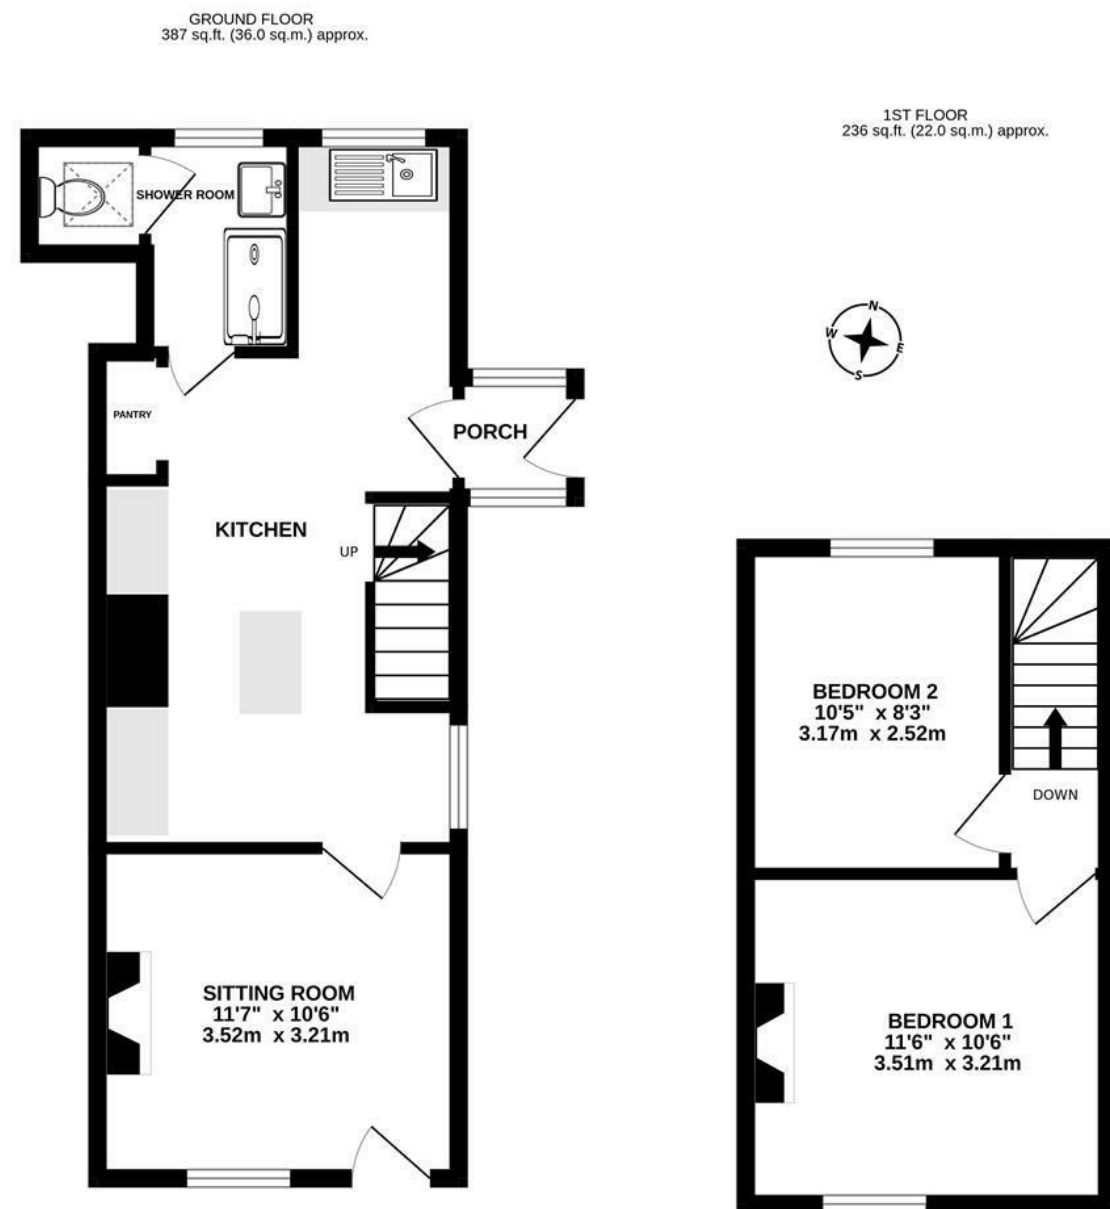 GROUND FLOOR
387 sq.ft. (36.0 sq.m.) approx.
1ST FLOOR
236 sq.ft. (22.0 sq.m.) approx.
SHOWER ROOM
N
W
E
S
PANTRY
PORCH
KITCHEN
UP
BEDROOM 2
10'5" x 8'3"
3.17m x 2.52m
DOWN
SITTING ROOM
11'7" x 10'6"
3.52m x 3.21m
BEDROOM 1
11'6" x 10'6"
3.51m x 3.21m